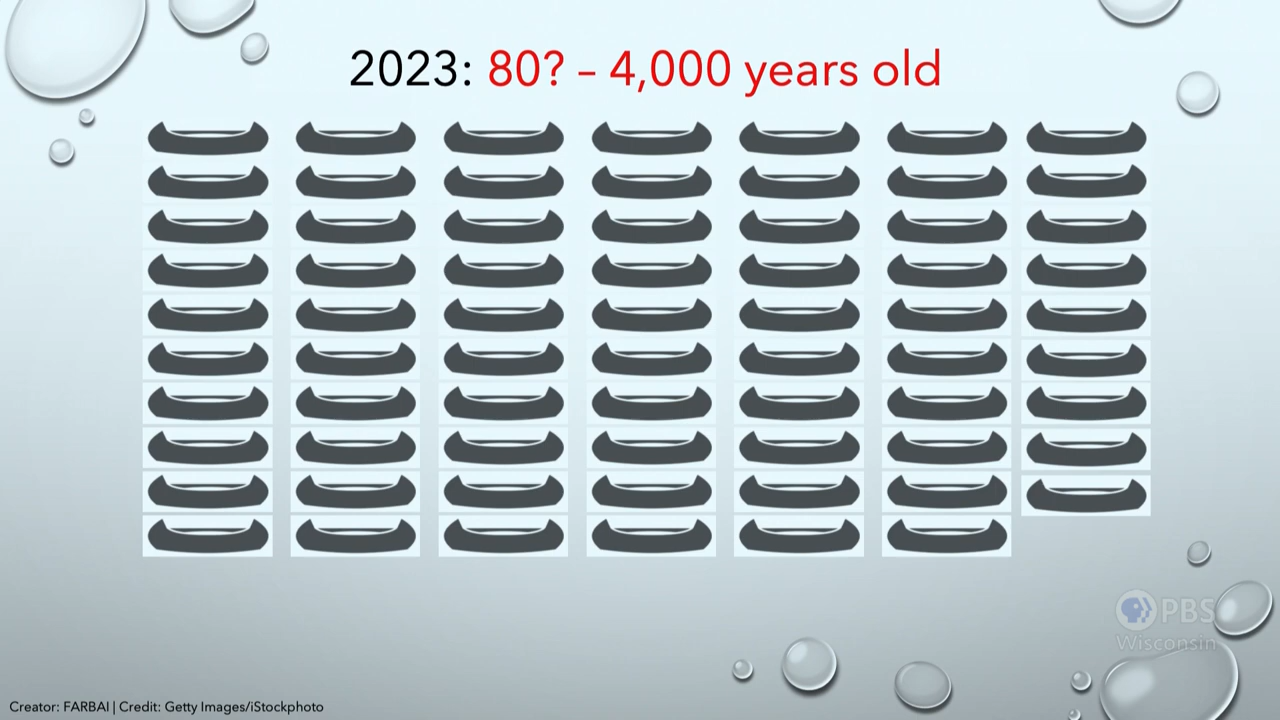 2023: 80? – 4,000 years old
PBS
Wisconsin
Creator: FARBAI | Credit: Getty Images/iStockphoto